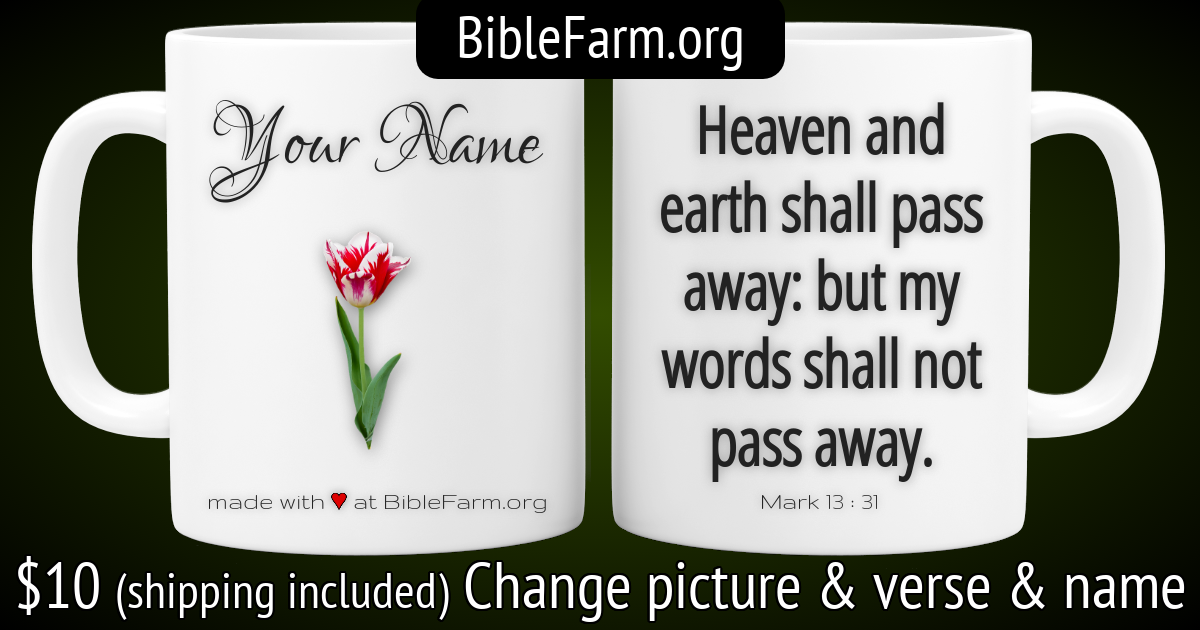 BibleFarm.org
Your Name
made with ♥ at BibleFarm.org
Heaven and
earth shall pass
away: but my
words shall not
pass away.
Mark 13 : 31
$10 (shipping included) Change picture & verse & name